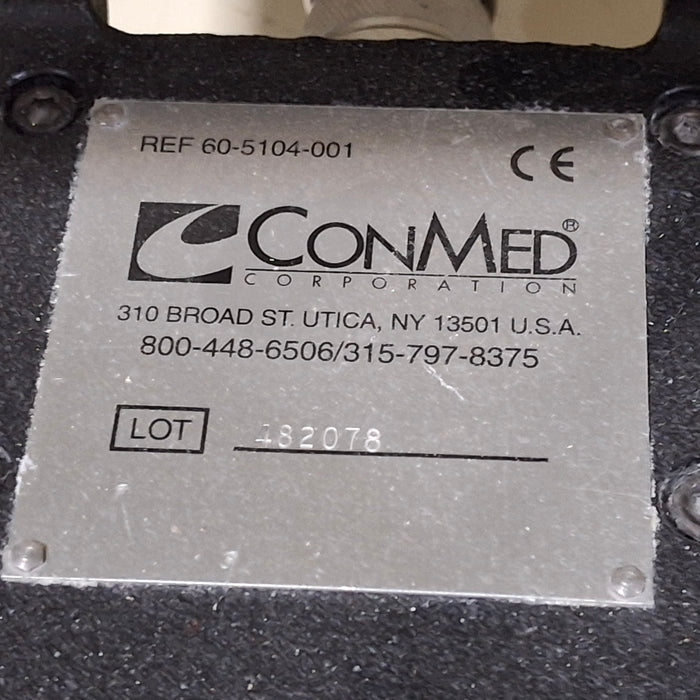 REF 60-5104-001
CE
CONMED®
CORPORATION
310 BROAD ST. UTICA, NY 13501 U.S.A.
800-448-6506/315-797-8375
LOT 182078